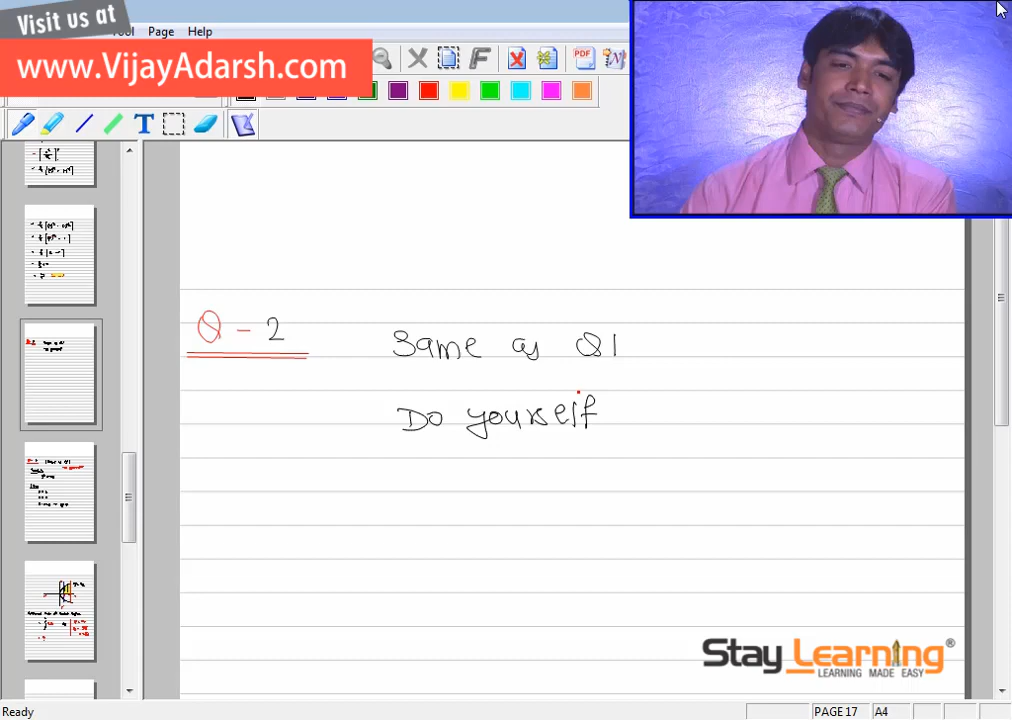 Visit us at
www.VijayAdarsh.com
Page Help
T
Q - 2
Same as Q1
Do yourself
Stay Learning®
LEARNING MADE EASY
Ready
PAGE 17
A4